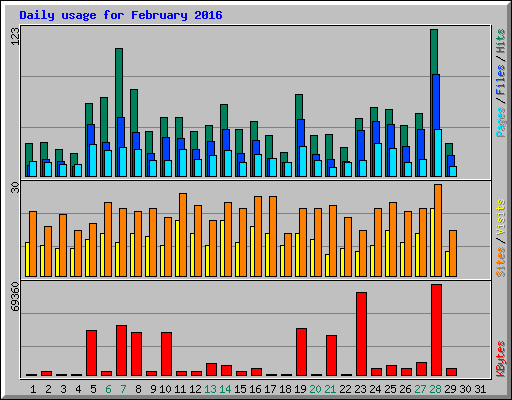 Daily usage for February 2016
123
Pages / Files / Hits
30
Sites / Visits
69360
KBytes
1 2 3 4 5 6 7 8 9 10 11 12 13 14 15 16 17 18 19 20 21 22 23 24 25 26 27 28 29 30 31